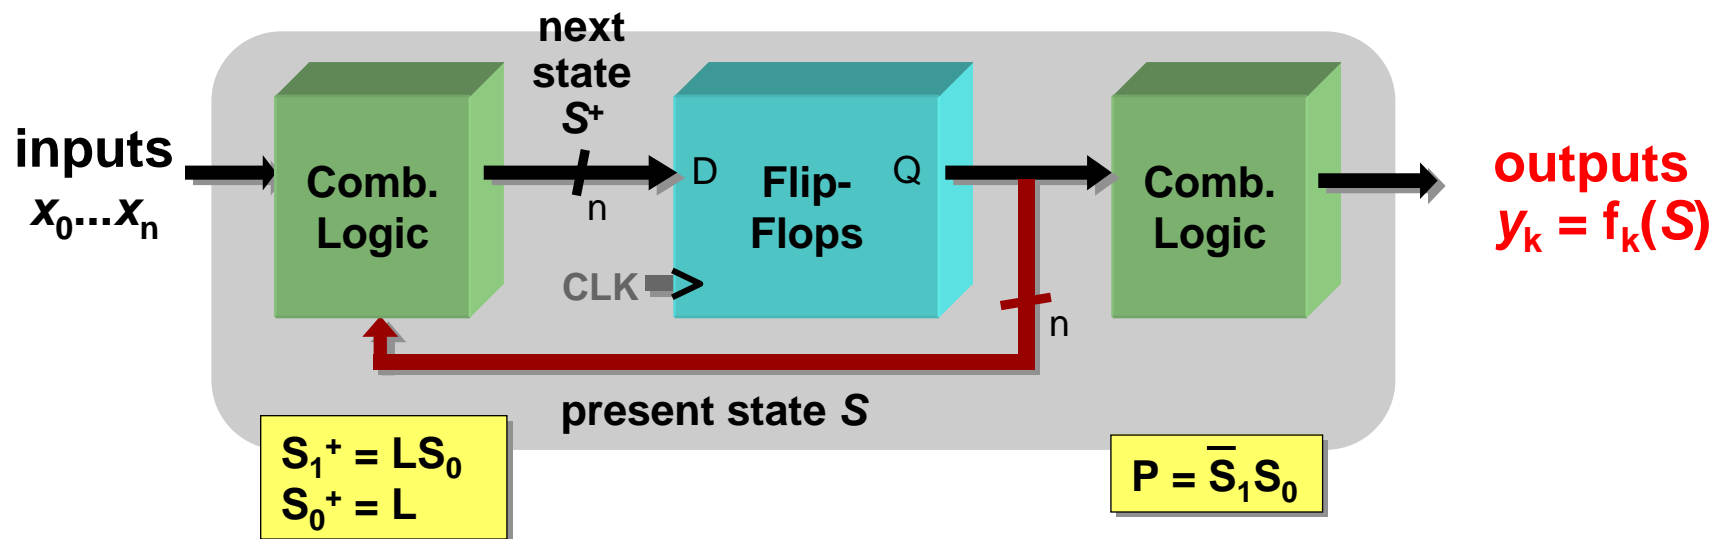 next
state
S⁺
inputs
x₀...xₙ
Comb.
Logic
n
D
Flip-
Flops
Q
CLK
n
Comb.
Logic
outputs
yₖ = fₖ(S)
present state S
S₁⁺ = LS₀
S₀⁺ = L
P = S̅₁S₀